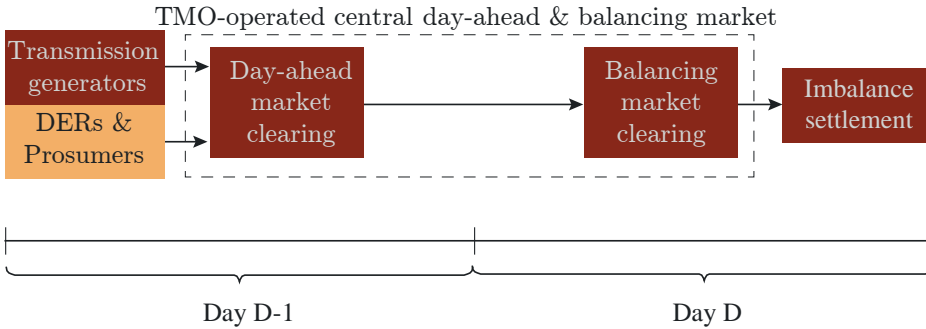 TMO-operated central day-ahead & balancing market
Transmission
generators
DERs &
Prosumers
Day-ahead
market
clearing
Balancing
market
clearing
Imbalance
settlement
Day D-1
Day D